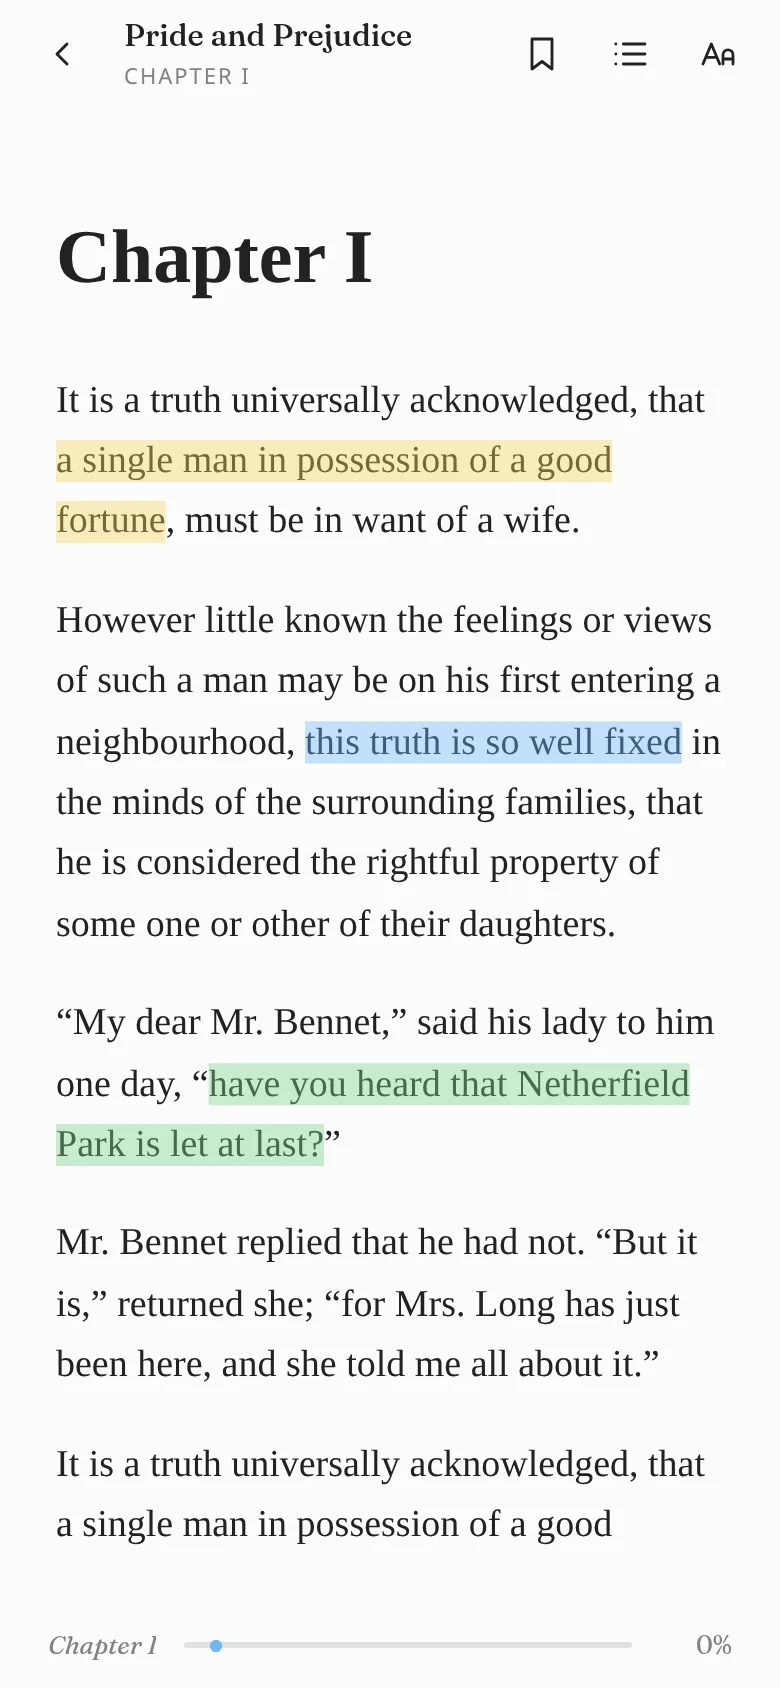 Pride and Prejudice
CHAPTER I
Aa
Chapter I
It is a truth universally acknowledged, that
a single man in possession of a good
fortune, must be in want of a wife.
However little known the feelings or views
of such a man may be on his first entering a
neighbourhood, this truth is so well fixed in
the minds of the surrounding families, that
he is considered the rightful property of
some one or other of their daughters.
“My dear Mr. Bennet,” said his lady to him
one day, “have you heard that Netherfield
Park is let at last?”
Mr. Bennet replied that he had not. “But it
is,” returned she; “for Mrs. Long has just
been here, and she told me all about it.”
It is a truth universally acknowledged, that
a single man in possession of a good
Chapter 1 0%